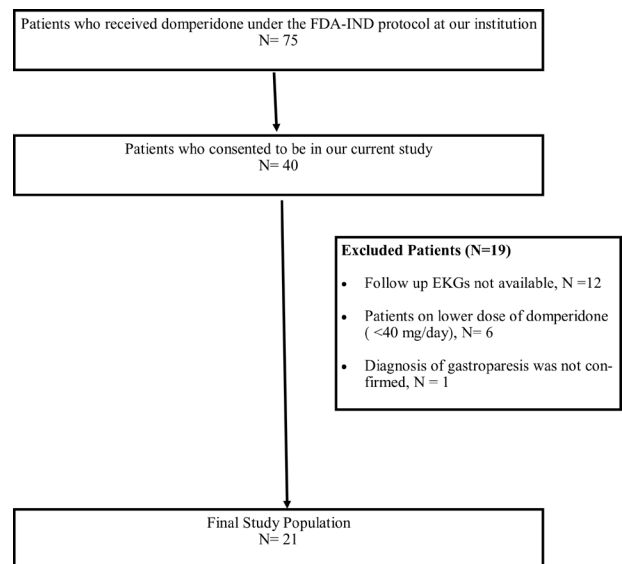 Patients who received domperidone under the FDA-IND protocol at our institution
N= 75
Patients who consented to be in our current study
N= 40
Excluded Patients (N=19)
• Follow up EKGs not available, N =12
• Patients on lower dose of domperidone
( <40 mg/day), N= 6
• Diagnosis of gastroparesis was not con-
firmed, N = 1
Final Study Population
N= 21